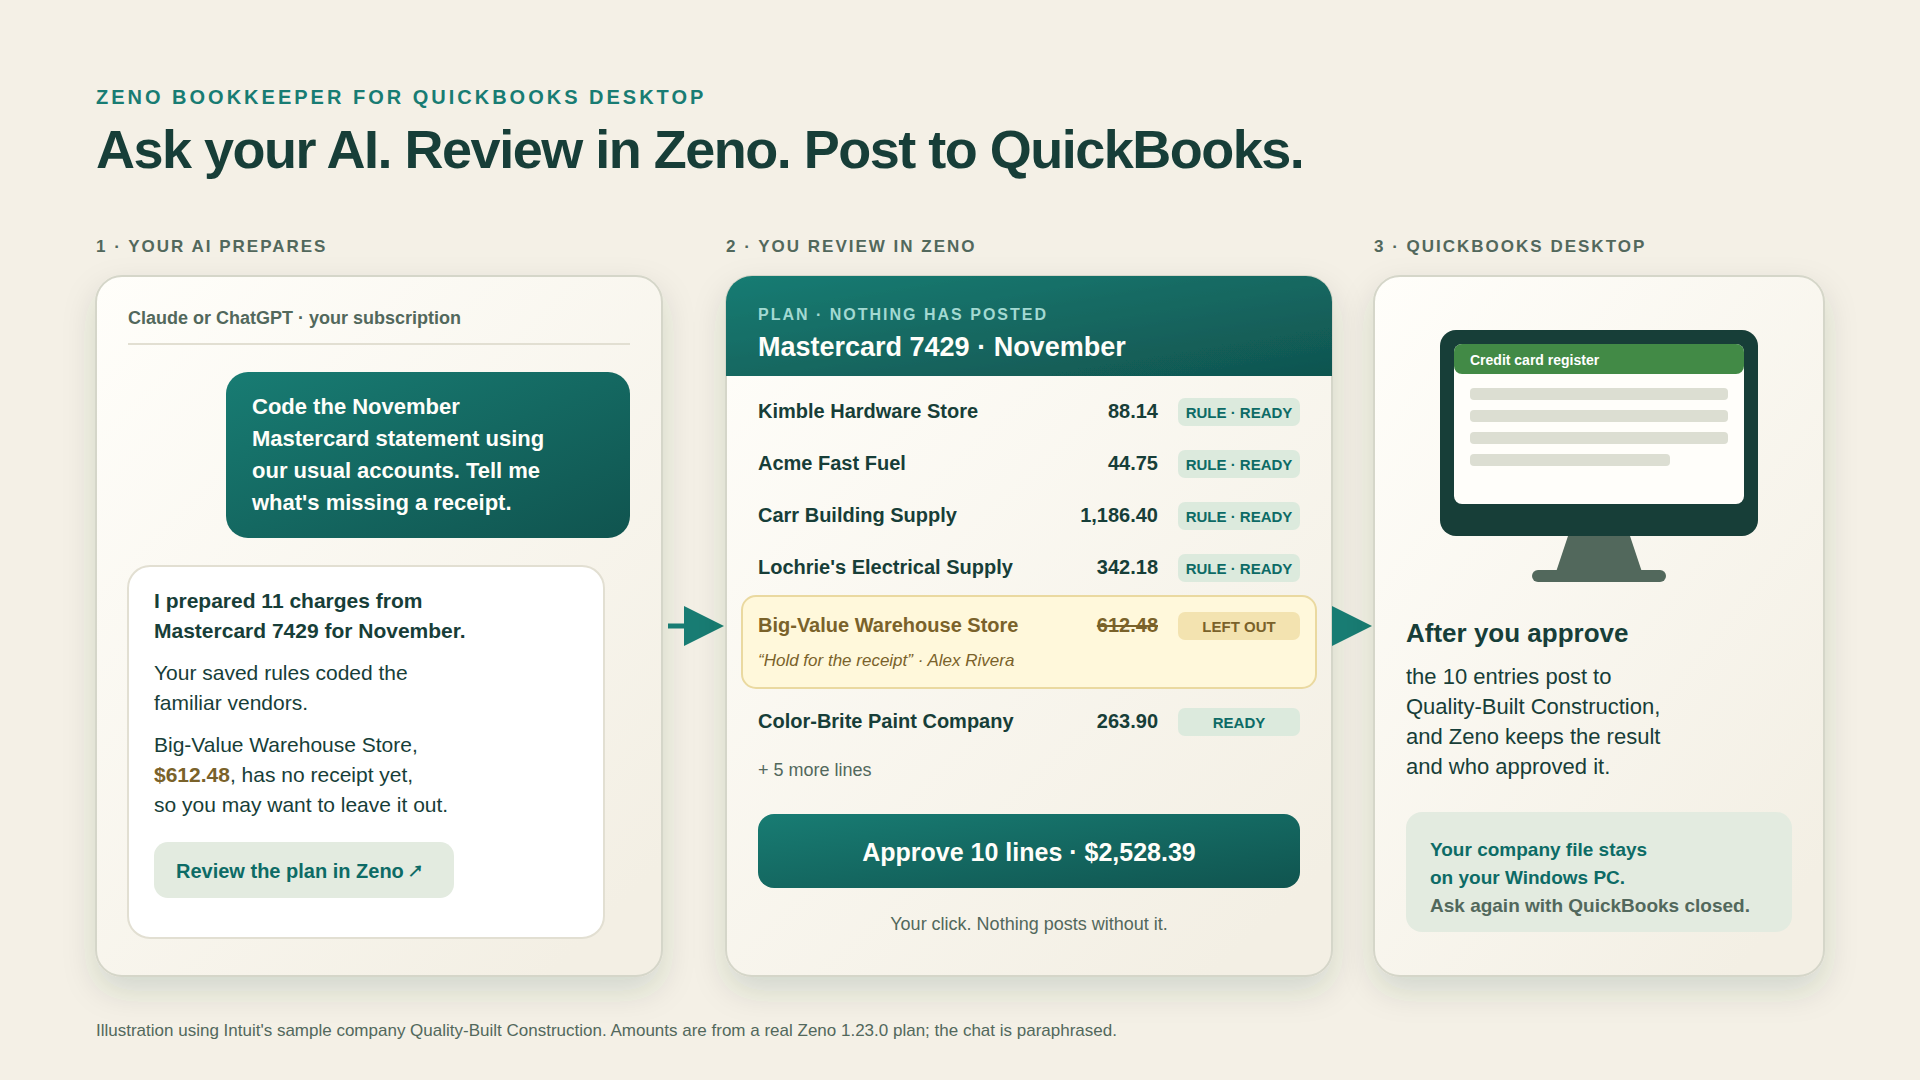 ZENO BOOKKEEPER FOR QUICKBOOKS DESKTOP
Ask your AI. Review in Zeno. Post to QuickBooks.
1 · YOUR AI PREPARES
Claude or ChatGPT · your subscription
Code the November
Mastercard statement using
our usual accounts. Tell me
what's missing a receipt.
I prepared 11 charges from
Mastercard 7429 for November.
Your saved rules coded the
familiar vendors.
Big-Value Warehouse Store,
$612.48, has no receipt yet,
so you may want to leave it out.
Review the plan in Zeno ➚
2 · YOU REVIEW IN ZENO
PLAN · NOTHING HAS POSTED
Mastercard 7429 · November
Kimble Hardware Store 88.14 RULE · READY
Acme Fast Fuel 44.75 RULE · READY
Carr Building Supply 1,186.40 RULE · READY
Lochrie's Electrical Supply 342.18 RULE · READY
Big-Value Warehouse Store 612.48 LEFT OUT
“Hold for the receipt” · Alex Rivera
Color-Brite Paint Company 263.90 READY
+ 5 more lines
Approve 10 lines · $2,528.39
Your click. Nothing posts without it.
3 · QUICKBOOKS DESKTOP
Credit card register
After you approve
the 10 entries post to
Quality-Built Construction,
and Zeno keeps the result
and who approved it.
Your company file stays
on your Windows PC.
Ask again with QuickBooks closed.
Illustration using Intuit's sample company Quality-Built Construction. Amounts are from a real Zeno 1.23.0 plan; the chat is paraphrased.